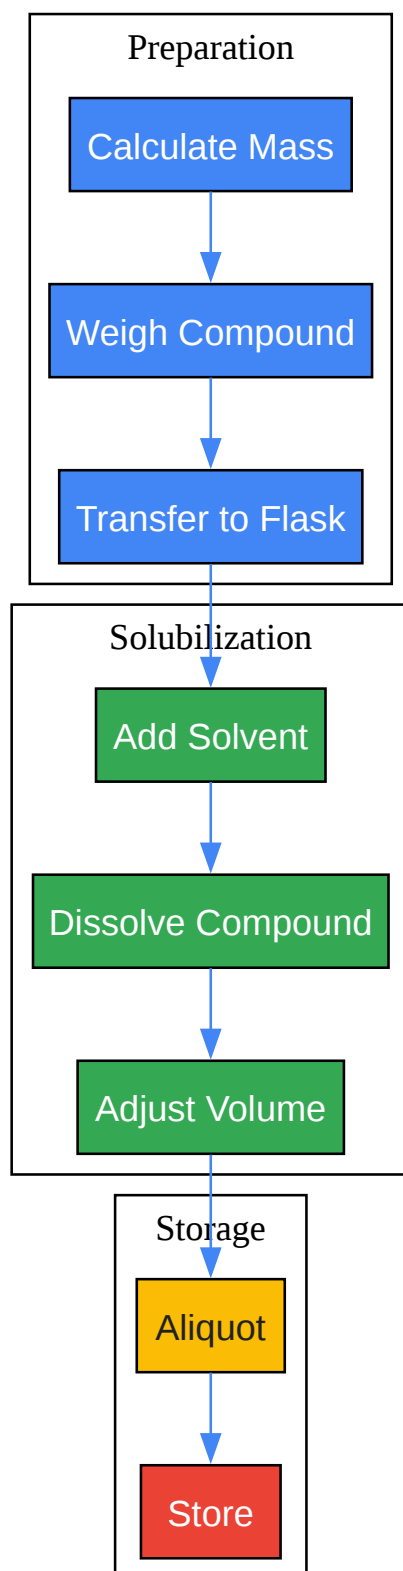 Preparation
Calculate Mass
Weigh Compound
Transfer to Flask
Solubilization
Add Solvent
Dissolve Compound
Adjust Volume
Storage
Aliquot
Store